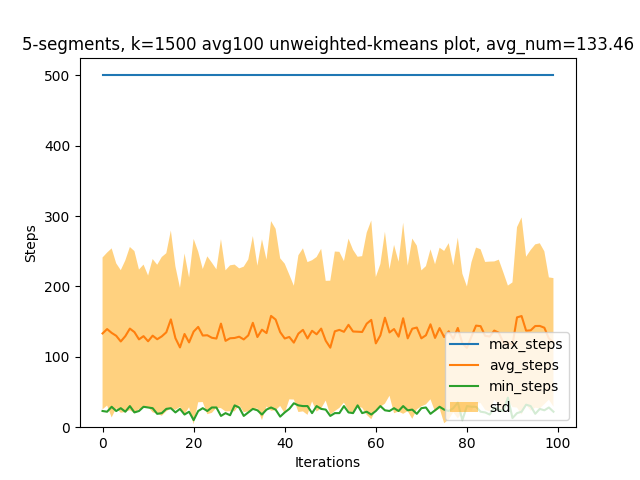 5-segments, k=1500 avg100 unweighted-kmeans plot, avg_num=133.46
500
400
300
200
100
0
Steps
max_steps
avg_steps
min_steps
std
0
20
40
60
80
100
Iterations